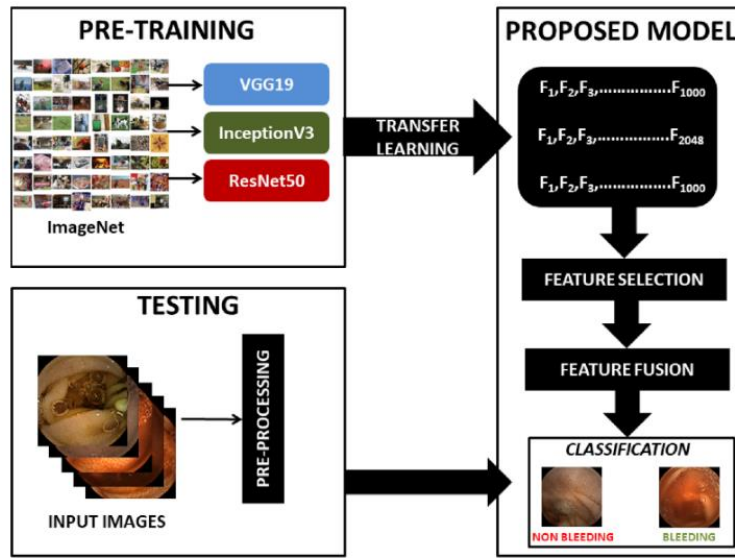 PRE-TRAINING
VGG19
InceptionV3
ResNet50
ImageNet
TRANSFER
LEARNING
TESTING
PRE-PROCESSING
INPUT IMAGES
PROPOSED MODEL
F1,F2,F3,................F1000
F1,F2,F3,................F2048
F1,F2,F3,................F1000
FEATURE SELECTION
FEATURE FUSION
CLASSIFICATION
NON BLEEDING
BLEEDING